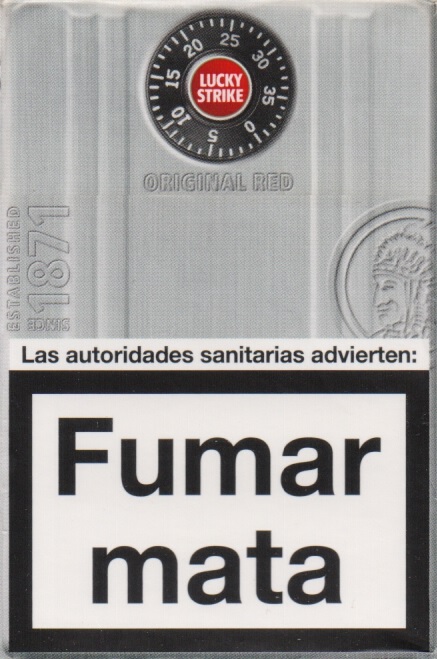 0 5 10 15 20 25 30 35
LUCKY
STRIKE
ORIGINAL RED
ESTABLISHED
SINCE 1871
Las autoridades sanitarias advierten:
Fumar
mata